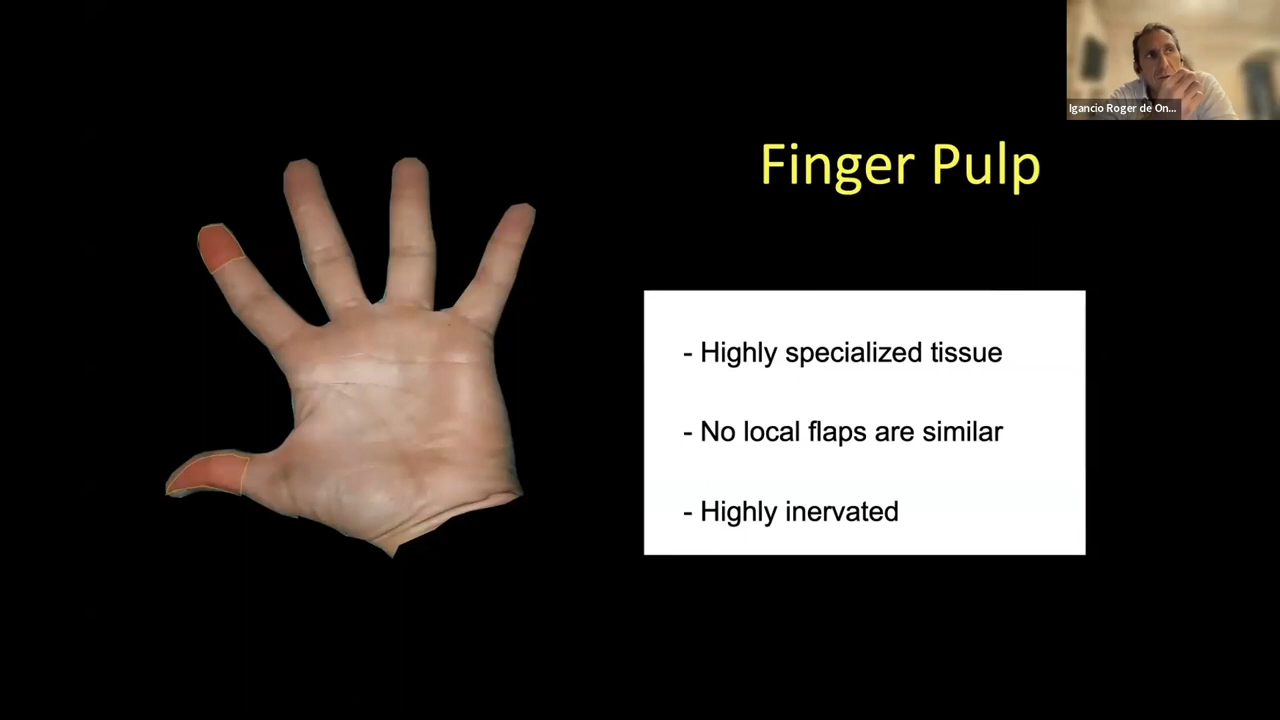 Igancio Roger de On...
Finger Pulp
- Highly specialized tissue
- No local flaps are similar
- Highly inervated